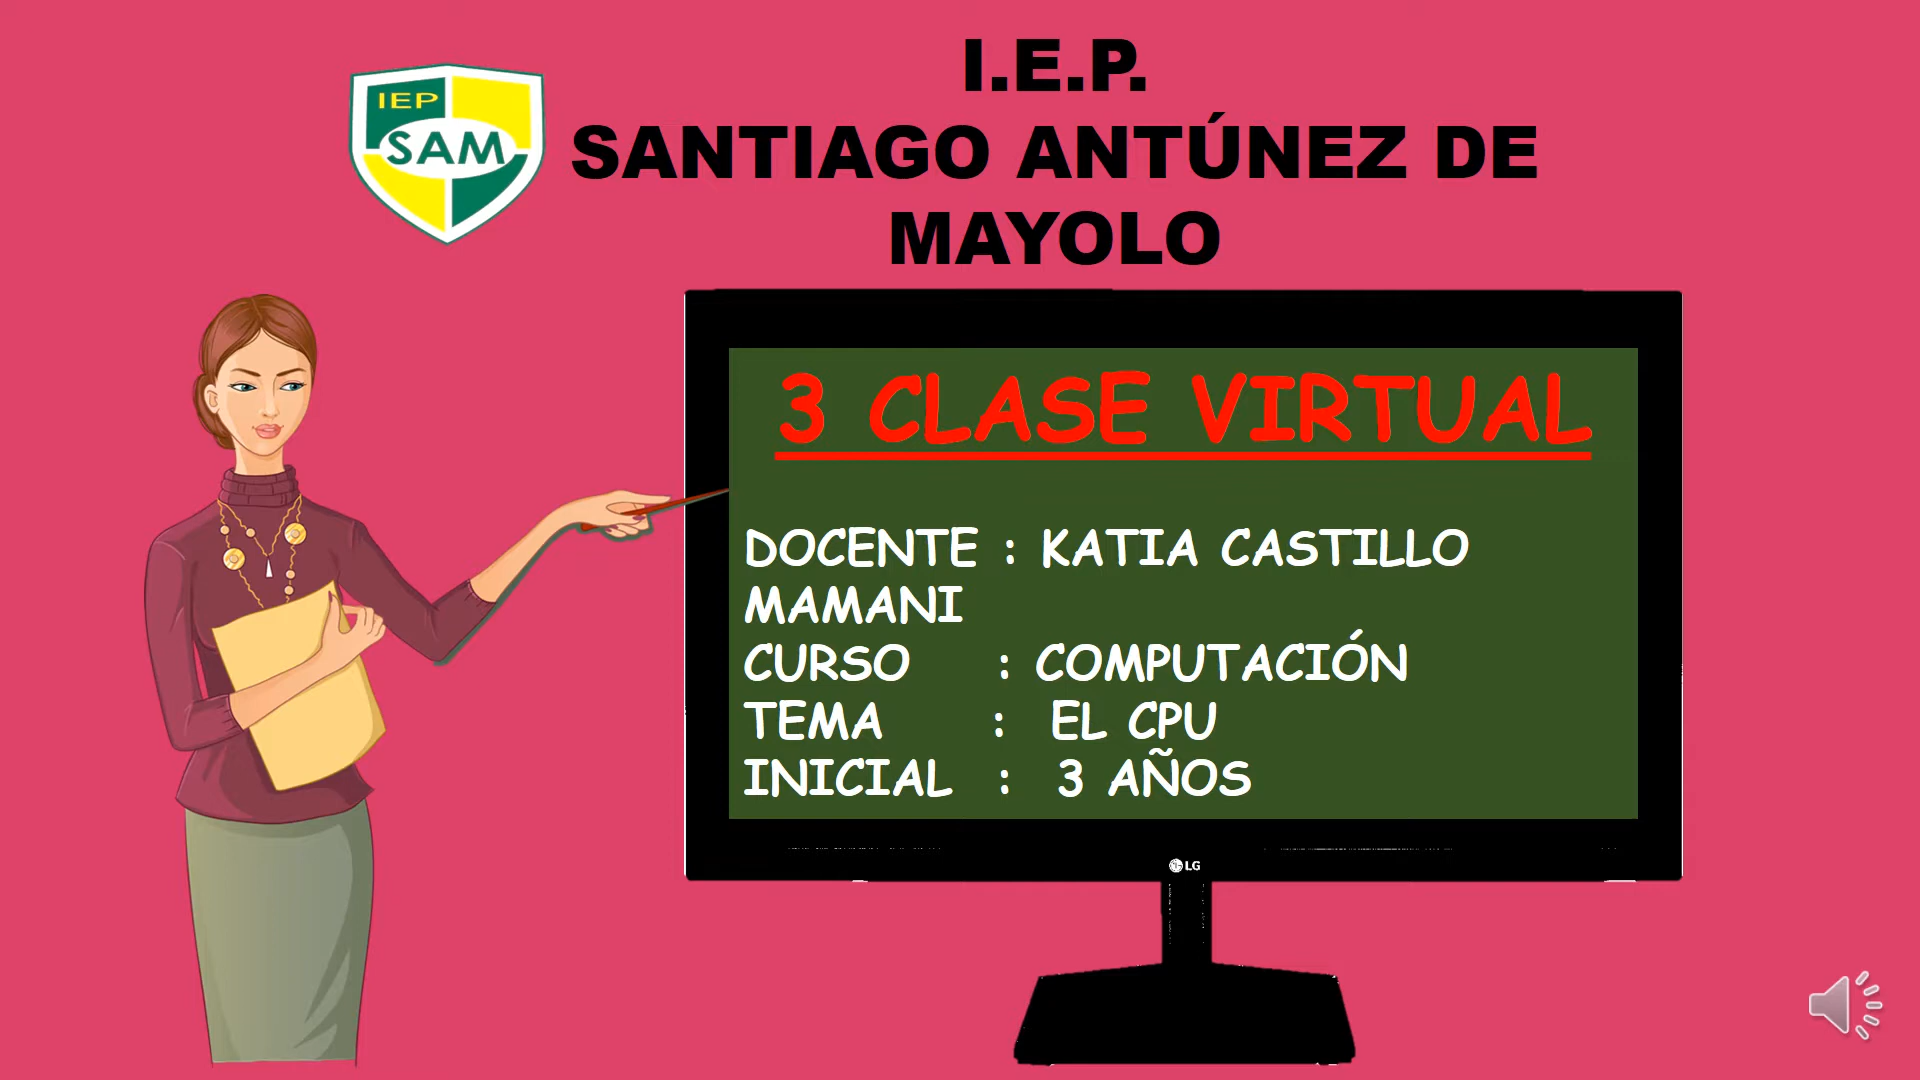 I.E.P.
SANTIAGO ANTÚNEZ DE
MAYOLO
IEP
SAM
3 CLASE VIRTUAL
DOCENTE : KATIA CASTILLO
MAMANI
CURSO : COMPUTACIÓN
TEMA : EL CPU
INICIAL : 3 AÑOS
LG